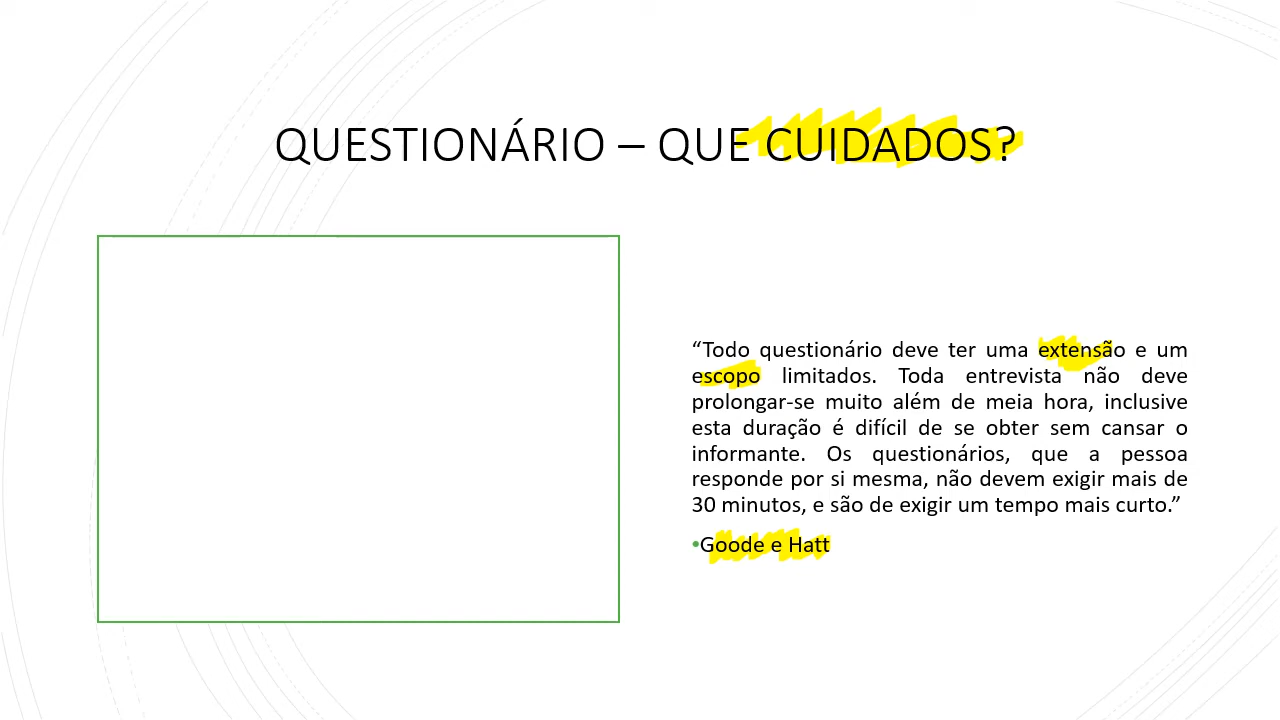 QUESTIONÁRIO – QUE CUIDADOS?
“Todo questionário deve ter uma extensão e um
escopo limitados. Toda entrevista não deve
prolongar-se muito além de meia hora, inclusive
esta duração é difícil de se obter sem cansar o
informante. Os questionários, que a pessoa
responde por si mesma, não devem exigir mais de
30 minutos, e são de exigir um tempo mais curto.”
•Goode e Hatt